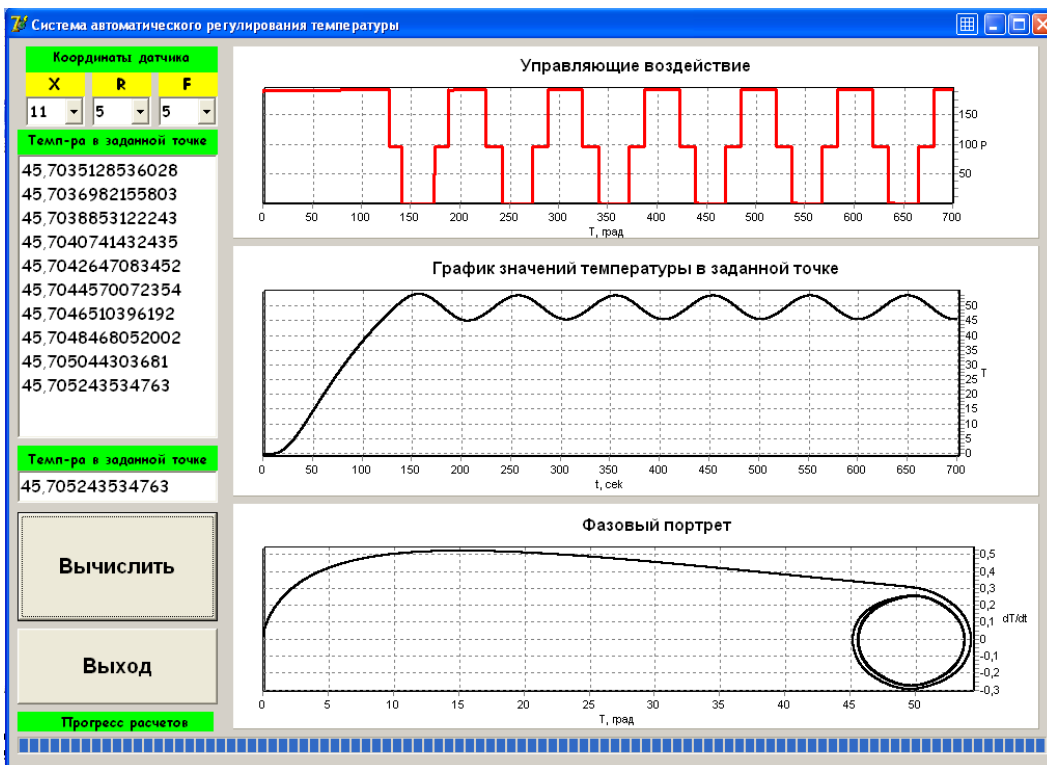 Система автоматического регулирования температуры
Координаты датчика
X R F
11 5 5
Темп-ра в заданной точке
45,7035128536028
45,7036982155803
45,7038853122243
45,7040741432435
45,7042647083452
45,7044570072354
45,7046510396192
45,7048468052002
45,705044303681
45,705243534763
Темп-ра в заданной точке
45,705243534763
Вычислить
Выход
Прогресс расчетов
Управляющие воздействие
150
100 P
50
0 50 100 150 200 250 300 350 400 450 500 550 600 650 700
T, град
График значений температуры в заданной точке
50
45
40
35
30
25 T
20
15
10
5
0
0 50 100 150 200 250 300 350 400 450 500 550 600 650 700
t, cek
Фазовый портрет
0,5
0,4
0,3
0,2
0,1 dT/dt
0
-0,1
-0,2
-0,3
0 5 10 15 20 25 30 35 40 45 50
T, град